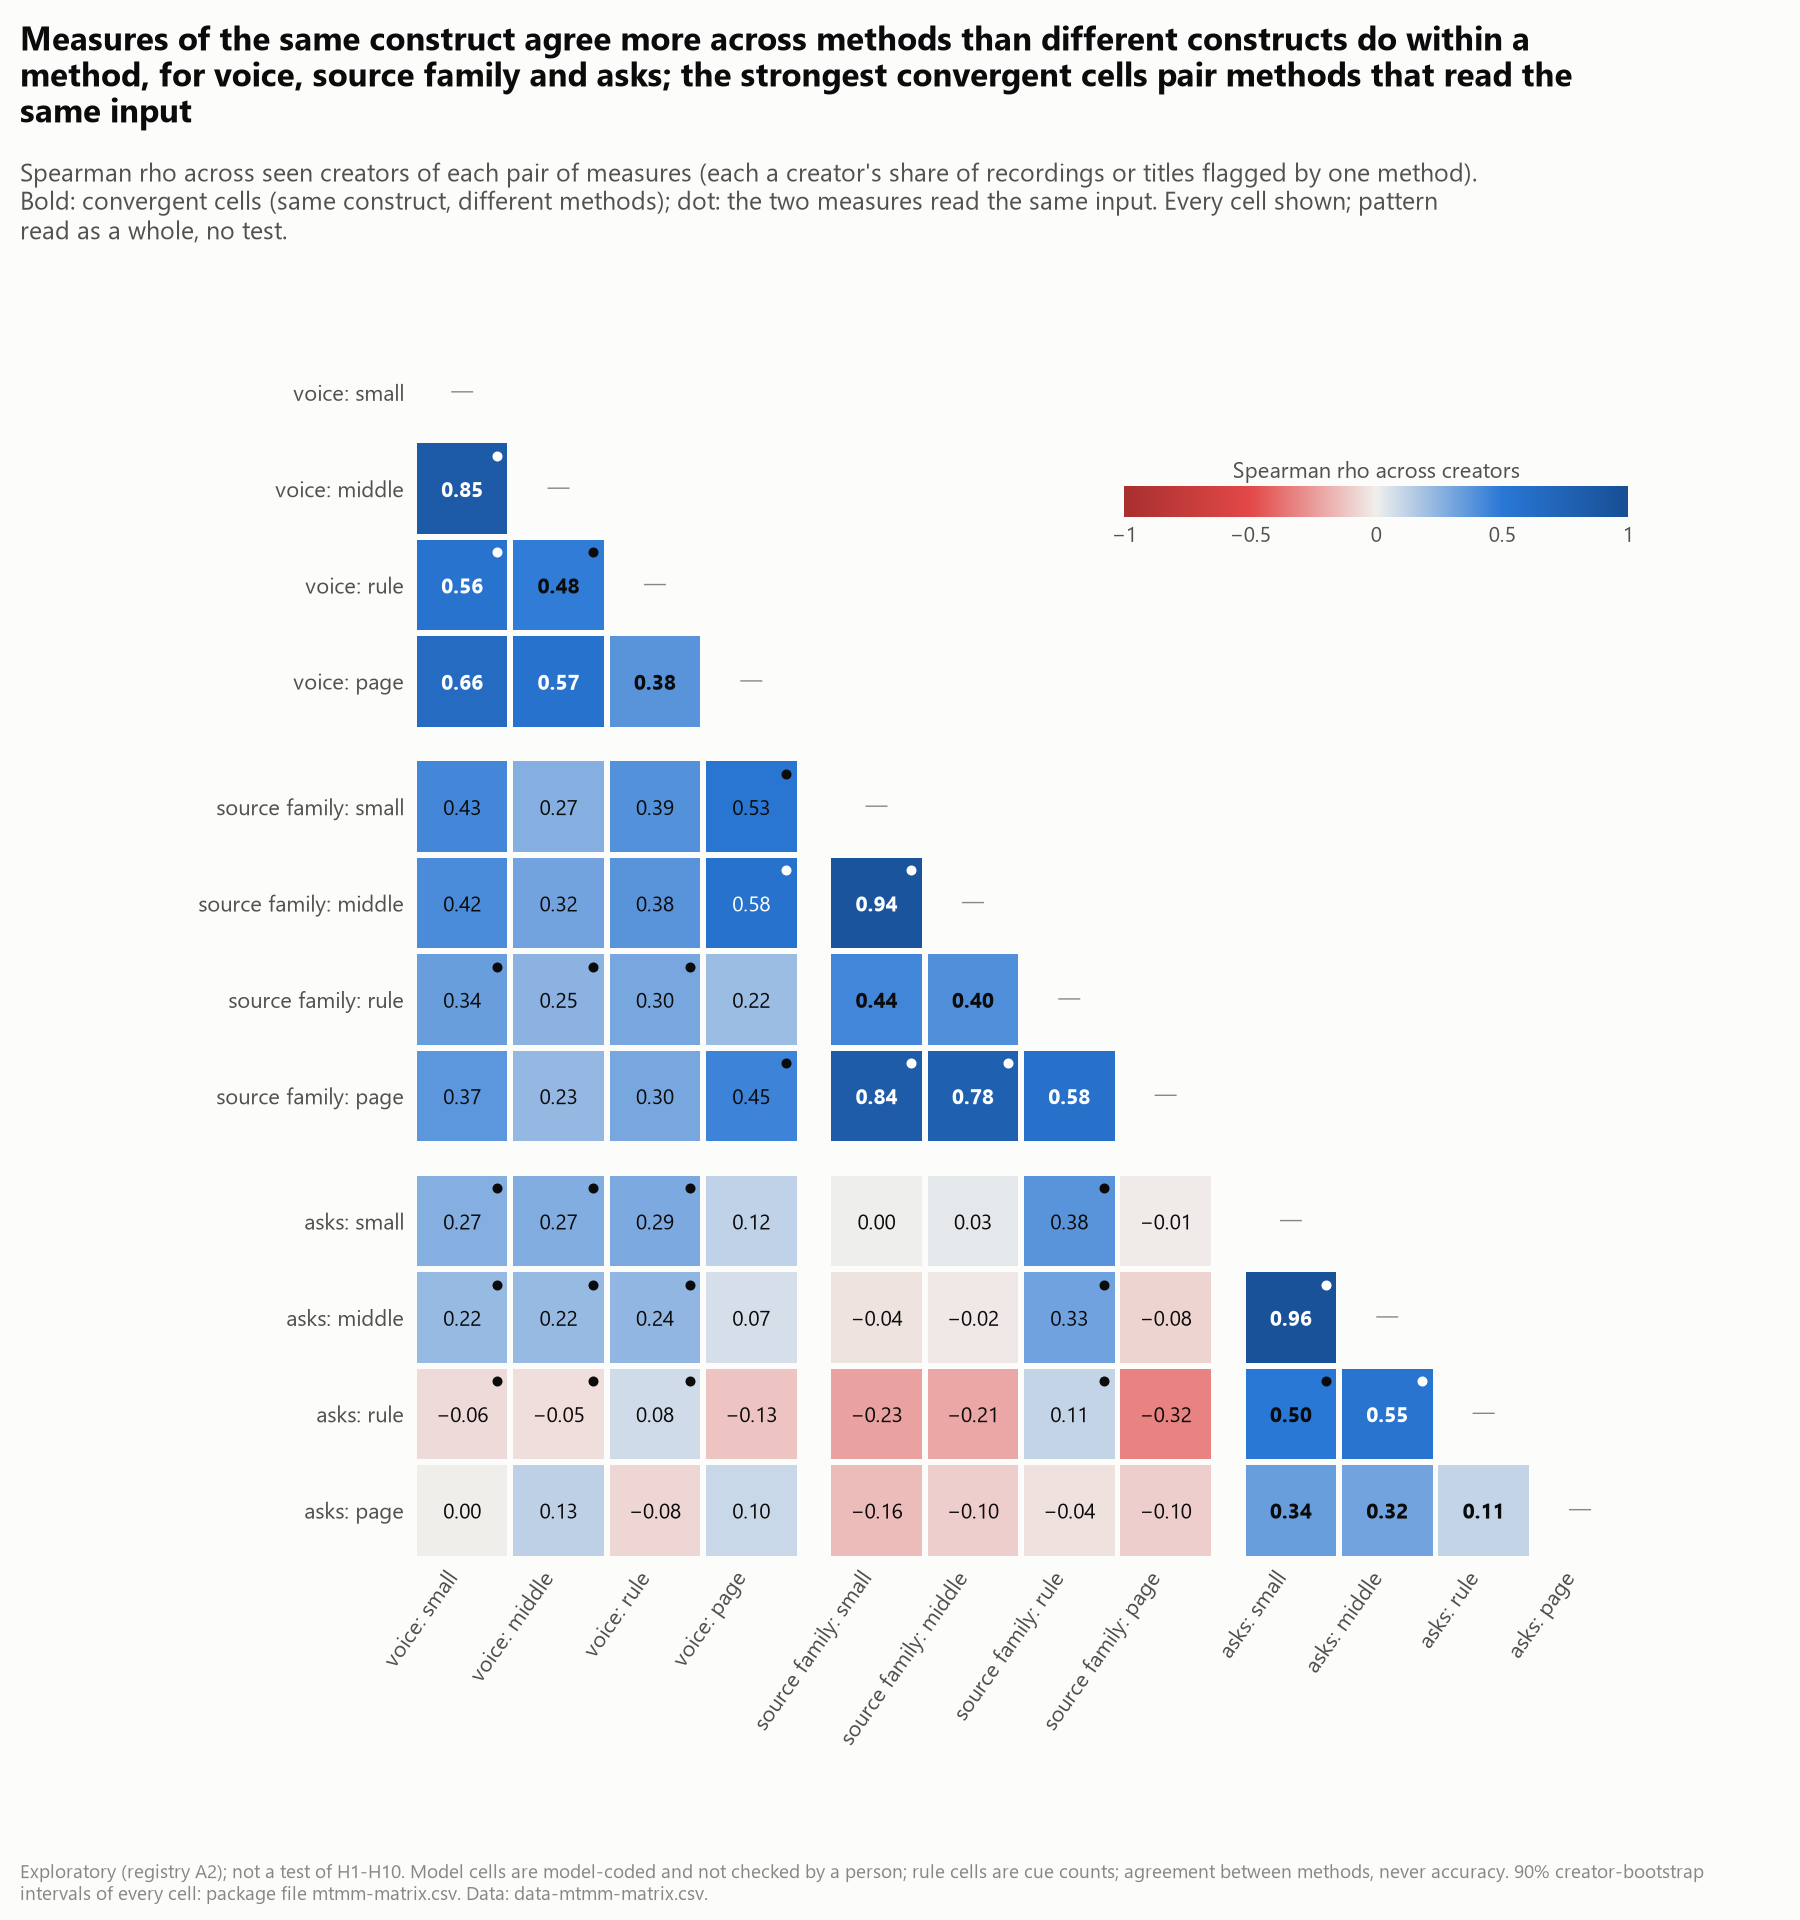 Measures of the same construct agree more across methods than different constructs do within a
method, for voice, source family and asks; the strongest convergent cells pair methods that read the
same input
Spearman rho across seen creators of each pair of measures (each a creator's share of recordings or titles flagged by one method).
Bold: convergent cells (same construct, different methods); dot: the two measures read the same input. Every cell shown; pattern
read as a whole, no test.
Spearman rho across creators
−1 −0.5 0 0.5 1
voice: small —
voice: middle 0.85 —
voice: rule 0.56 0.48 —
voice: page 0.66 0.57 0.38 —
source family: small 0.43 0.27 0.39 0.53 —
source family: middle 0.42 0.32 0.38 0.58 0.94 —
source family: rule 0.34 0.25 0.30 0.22 0.44 0.40 —
source family: page 0.37 0.23 0.30 0.45 0.84 0.78 0.58 —
asks: small 0.27 0.27 0.29 0.12 0.00 0.03 0.38 −0.01 —
asks: middle 0.22 0.22 0.24 0.07 −0.04 −0.02 0.33 −0.08 0.96 —
asks: rule −0.06 −0.05 0.08 −0.13 −0.23 −0.21 0.11 −0.32 0.50 0.55 —
asks: page 0.00 0.13 −0.08 0.10 −0.16 −0.10 −0.04 −0.10 0.34 0.32 0.11 —
voice: small
voice: middle
voice: rule
voice: page
source family: small
source family: middle
source family: rule
source family: page
asks: small
asks: middle
asks: rule
asks: page
Exploratory (registry A2); not a test of H1-H10. Model cells are model-coded and not checked by a person; rule cells are cue counts; agreement between methods, never accuracy. 90% creator-bootstrap
intervals of every cell: package file mtmm-matrix.csv. Data: data-mtmm-matrix.csv.